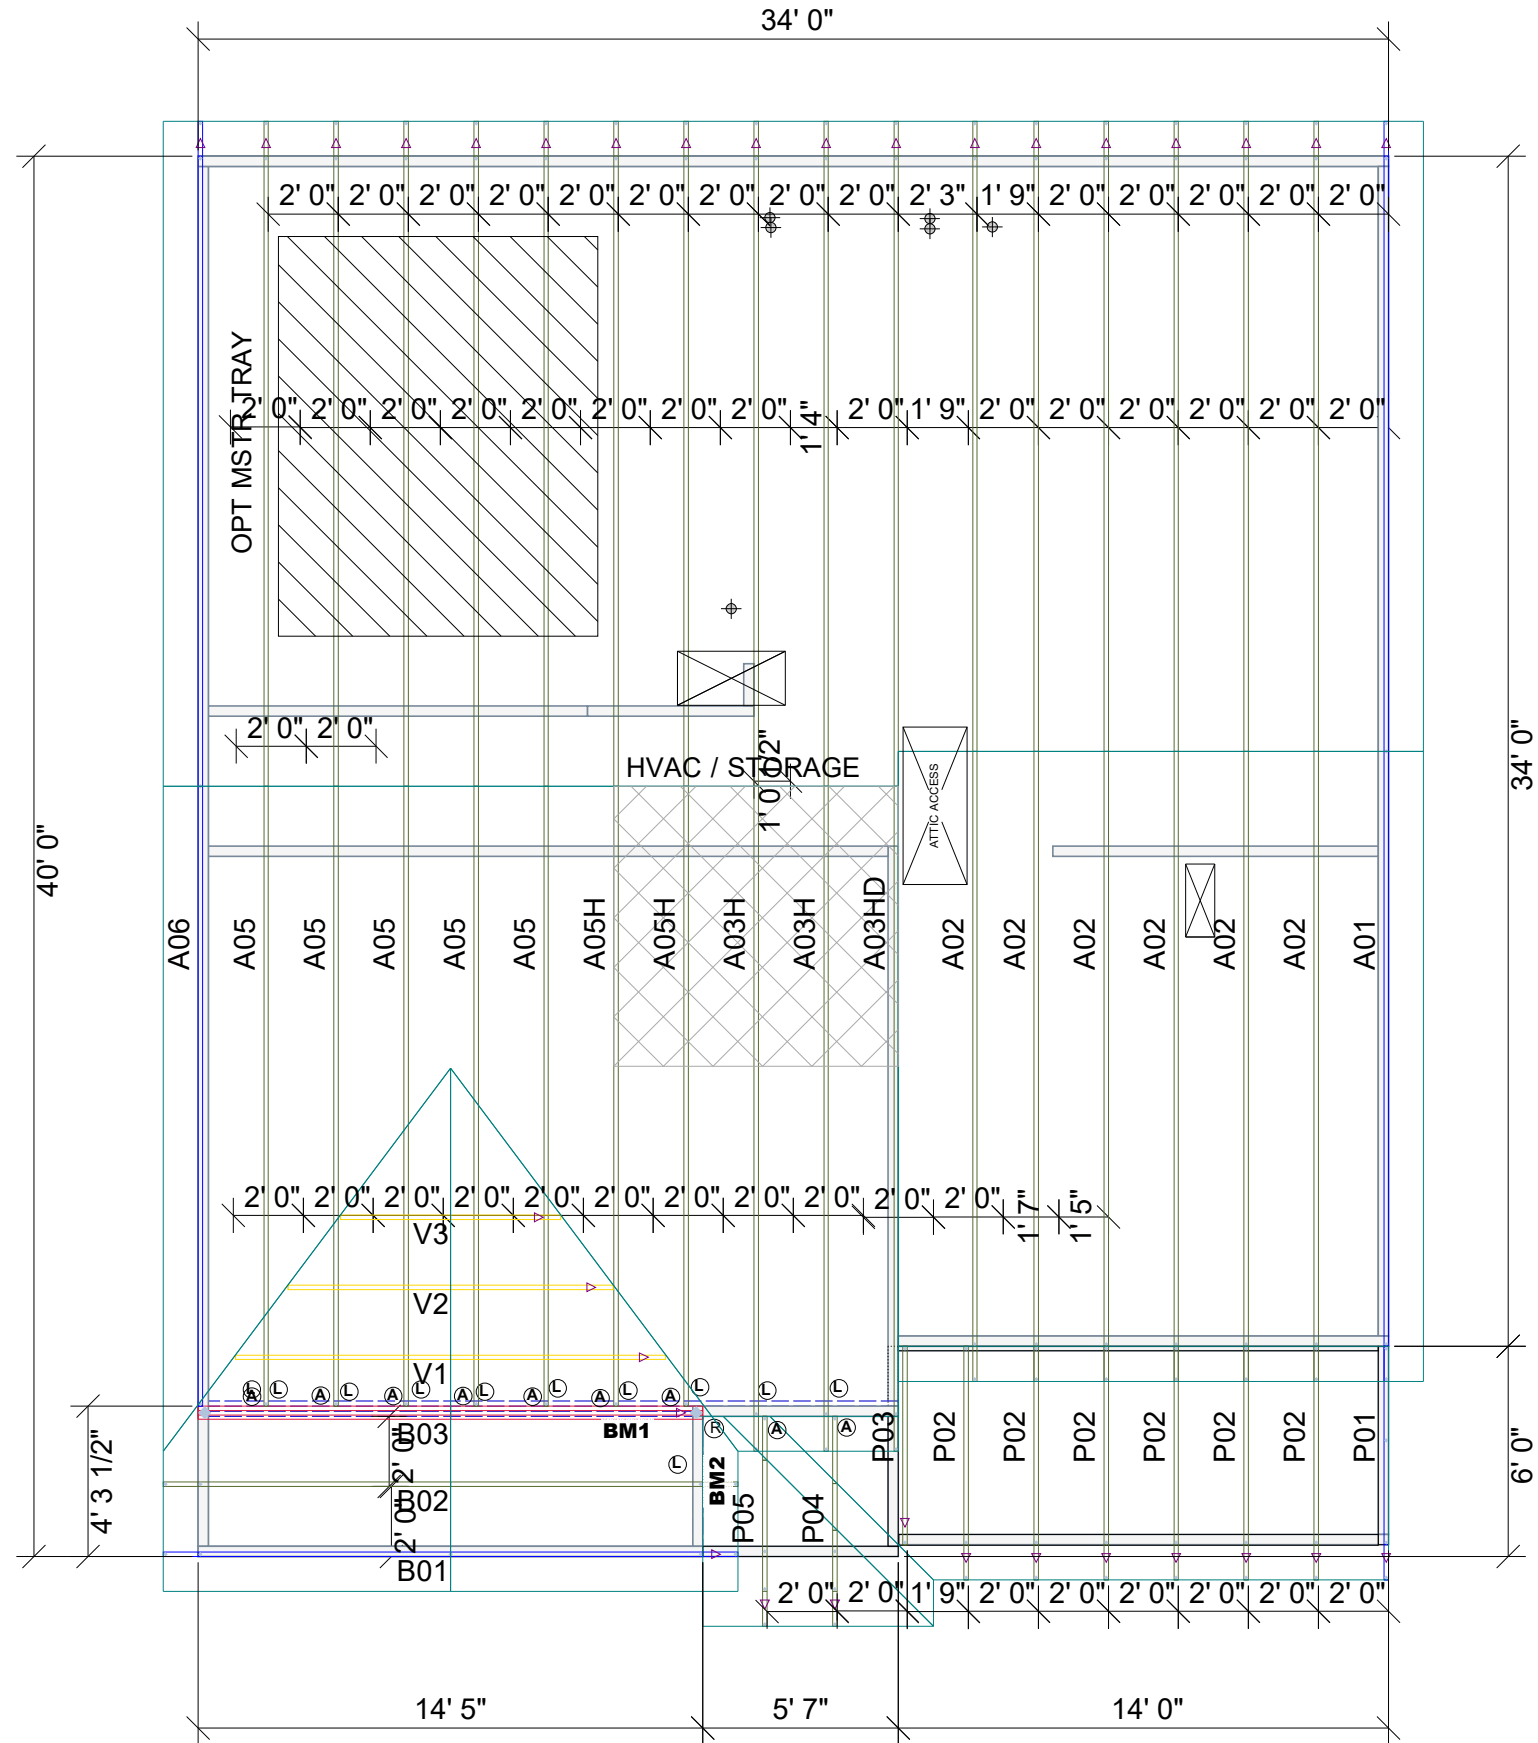 34' 0"
2' 0" 2' 0" 2' 0" 2' 0" 2' 0" 2' 0" 2' 0" 2' 0" 2' 0" 2' 3" 1' 9" 2' 0" 2' 0" 2' 0" 2' 0" 2' 0"
OPT MSTR TRAY
2' 0" 2' 0" 2' 0" 2' 0" 2' 0" 2' 0" 2' 0" 2' 0" 1' 4" 2' 0" 1' 9" 2' 0" 2' 0" 2' 0" 2' 0" 2' 0" 2' 0"
2' 0" 2' 0"
HVAC / STORAGE
1' 0 1/2"
ATTIC ACCESS
40' 0"
34' 0"
A06 A05 A05 A05 A05 A05 A05H A05H A03H A03H A03HD A02 A02 A02 A02 A02 A02 A01
2' 0" 2' 0" 2' 0" 2' 0" 2' 0" 2' 0" 2' 0" 2' 0" 2' 0" 2' 0" 2' 0" 1' 7" 1' 5"
V3
V2
V1
L A L A L A L A L A L A L A L L L
B03
BM1
R A A
L
BM2
2' 0"
B02
2' 0"
B01
4' 3 1/2"
P05 P04 P03 P02 P02 P02 P02 P02 P02 P01
6' 0"
2' 0" 2' 0" 1' 9" 2' 0" 2' 0" 2' 0" 2' 0" 2' 0" 2' 0"
14' 5" 5' 7" 14' 0"